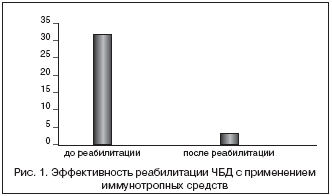 35
30
25
20
15
10
5
0
до реабилитации после реабилитации
Рис. 1. Эффективность реабилитации ЧБД с применением
иммунотропных средств